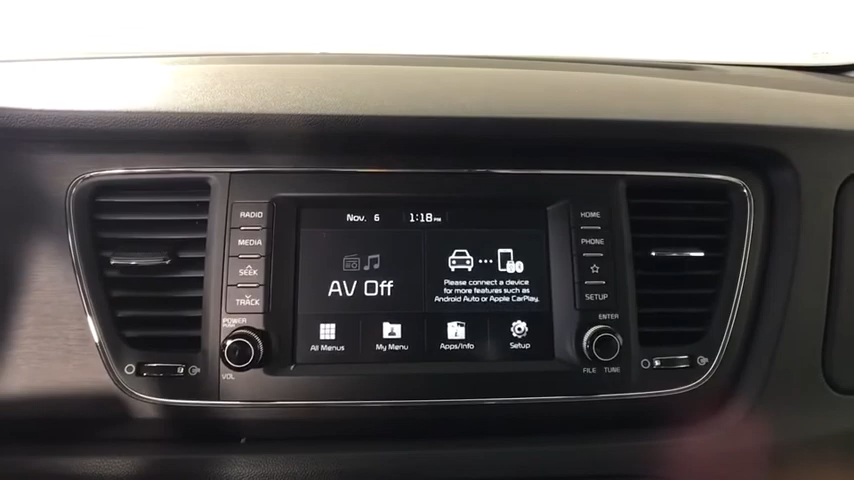 Nov. 6 1:18 PM
RADIO
MEDIA
SEEK
TRACK
POWER
PUSH
VOL
AV Off
Please connect a device
for more features such as
Android Auto or Apple CarPlay.
All Menus
My Menu
Apps/Info
Setup
HOME
PHONE
SETUP
ENTER
FILE TUNE